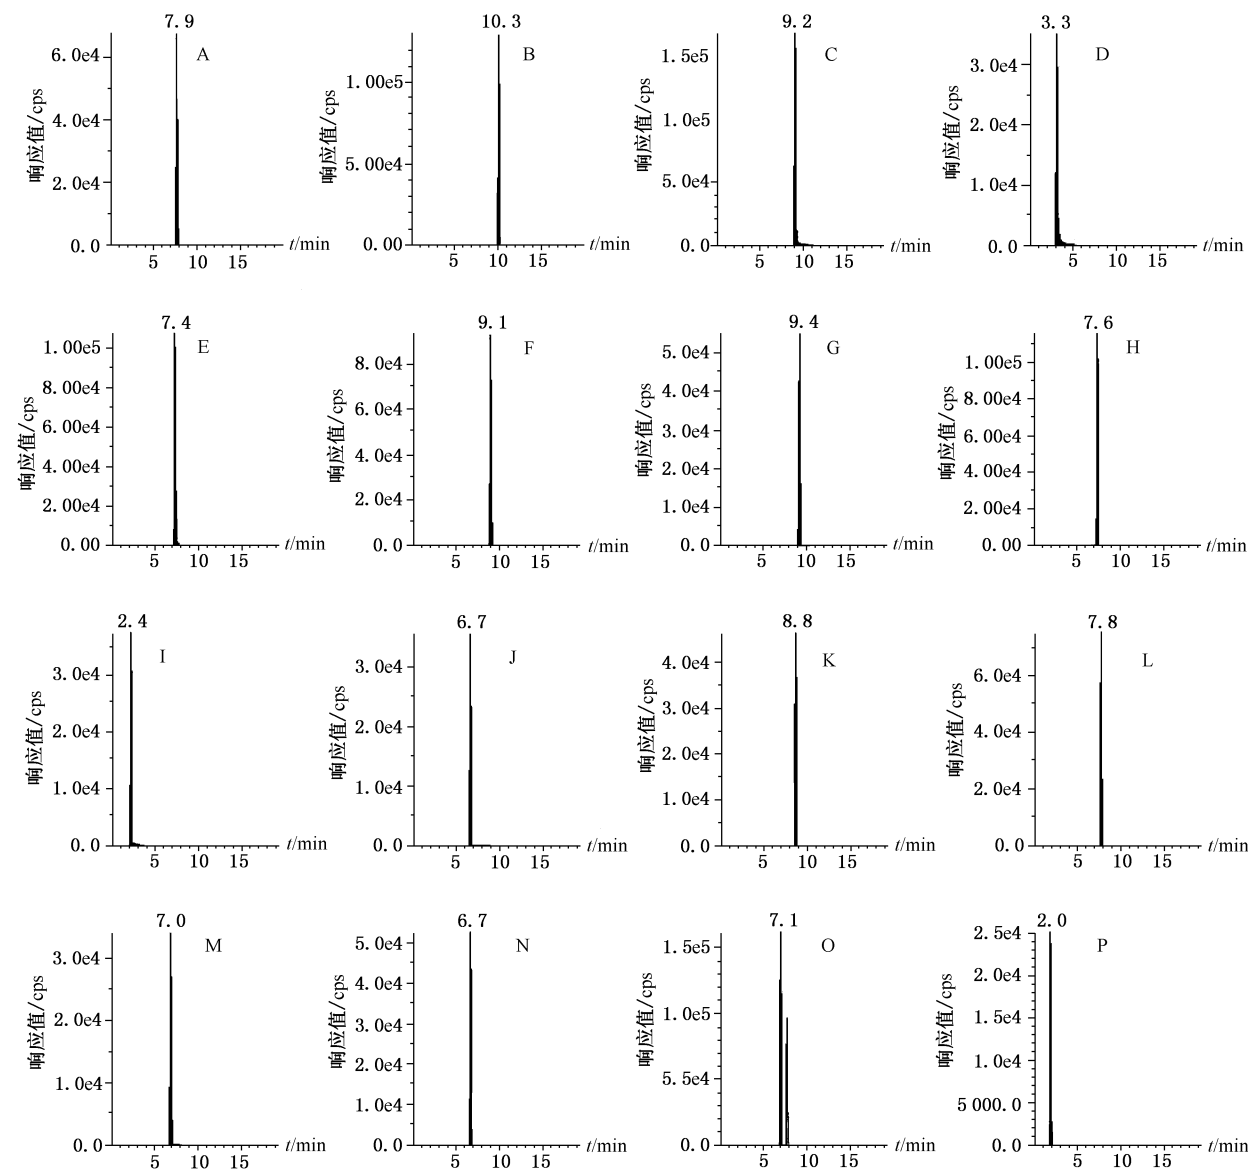 7.9
A
6.0e4
4.0e4
2.0e4
0.0
响应值/cps
5 10 15
t/min
10.3
B
1.00e5
5.00e4
0.00
响应值/cps
5 10 15
t/min
9.2
C
1.5e5
1.0e5
5.0e4
0.0
响应值/cps
5 10 15
t/min
3.3
D
3.0e4
2.0e4
1.0e4
0.0
响应值/cps
5 10 15
t/min
7.4
E
1.00e5
8.00e4
6.00e4
4.00e4
2.00e4
0.00
响应值/cps
5 10 15
t/min
9.1
F
8.0e4
6.0e4
4.0e4
2.0e4
0.0
响应值/cps
5 10 15
t/min
9.4
G
5.0e4
4.0e4
3.0e4
2.0e4
1.0e4
0.0
响应值/cps
5 10 15
t/min
7.6
H
1.00e5
8.00e4
6.00e4
4.00e4
2.00e4
0.00
响应值/cps
5 10 15
t/min
2.4
I
3.0e4
2.0e4
1.0e4
0.0
响应值/cps
5 10 15
t/min
6.7
J
3.0e4
2.0e4
1.0e4
0.0
响应值/cps
5 10 15
t/min
8.8
K
4.0e4
3.0e4
2.0e4
1.0e4
0.0
响应值/cps
5 10 15
t/min
7.8
L
6.0e4
4.0e4
2.0e4
0.0
响应值/cps
5 10 15
t/min
7.0
M
3.0e4
2.0e4
1.0e4
0.0
响应值/cps
5 10 15
t/min
6.7
N
5.0e4
4.0e4
3.0e4
2.0e4
1.0e4
0.0
响应值/cps
5 10 15
t/min
7.1
O
1.5e5
1.0e5
5.0e4
0.0
响应值/cps
5 10 15
t/min
2.0
P
2.5e4
2.0e4
1.5e4
1.0e4
5 000.0
0.0
响应值/cps
5 10 15
t/min